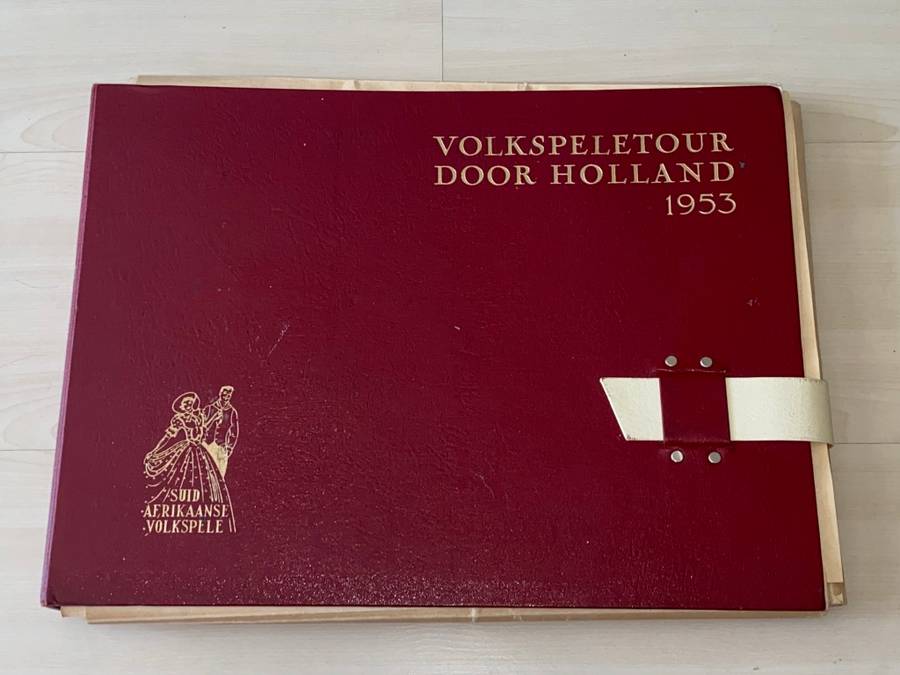 VOLKSPELETOUR
DOOR HOLLAND
1953
SUID
AFRIKAANSE
VOLKSPELE